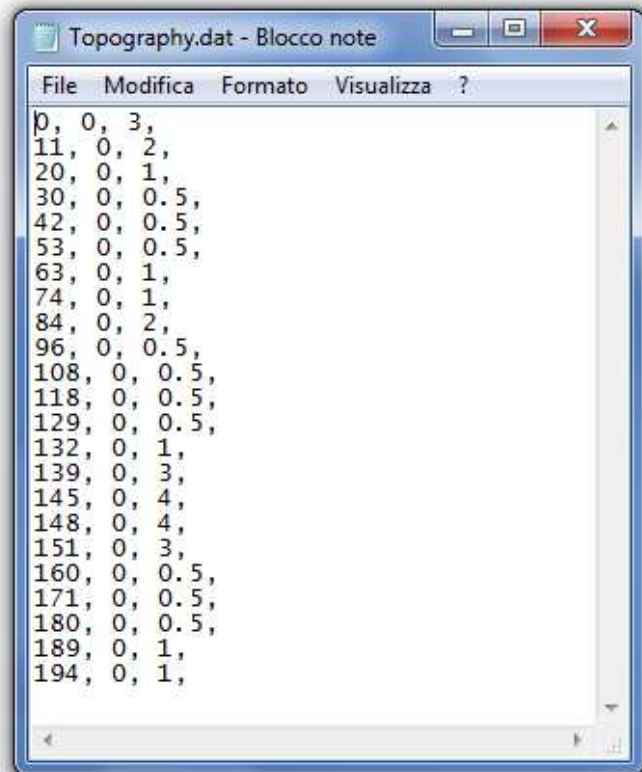 Topography.dat - Blocco note
File Modifica Formato Visualizza ?
0, 0, 3,
11, 0, 2,
20, 0, 1,
30, 0, 0.5,
42, 0, 0.5,
53, 0, 0.5,
63, 0, 1,
74, 0, 1,
84, 0, 2,
96, 0, 0.5,
108, 0, 0.5,
118, 0, 0.5,
129, 0, 0.5,
132, 0, 1,
139, 0, 3,
145, 0, 4,
148, 0, 4,
151, 0, 3,
160, 0, 0.5,
171, 0, 0.5,
180, 0, 0.5,
189, 0, 1,
194, 0, 1,